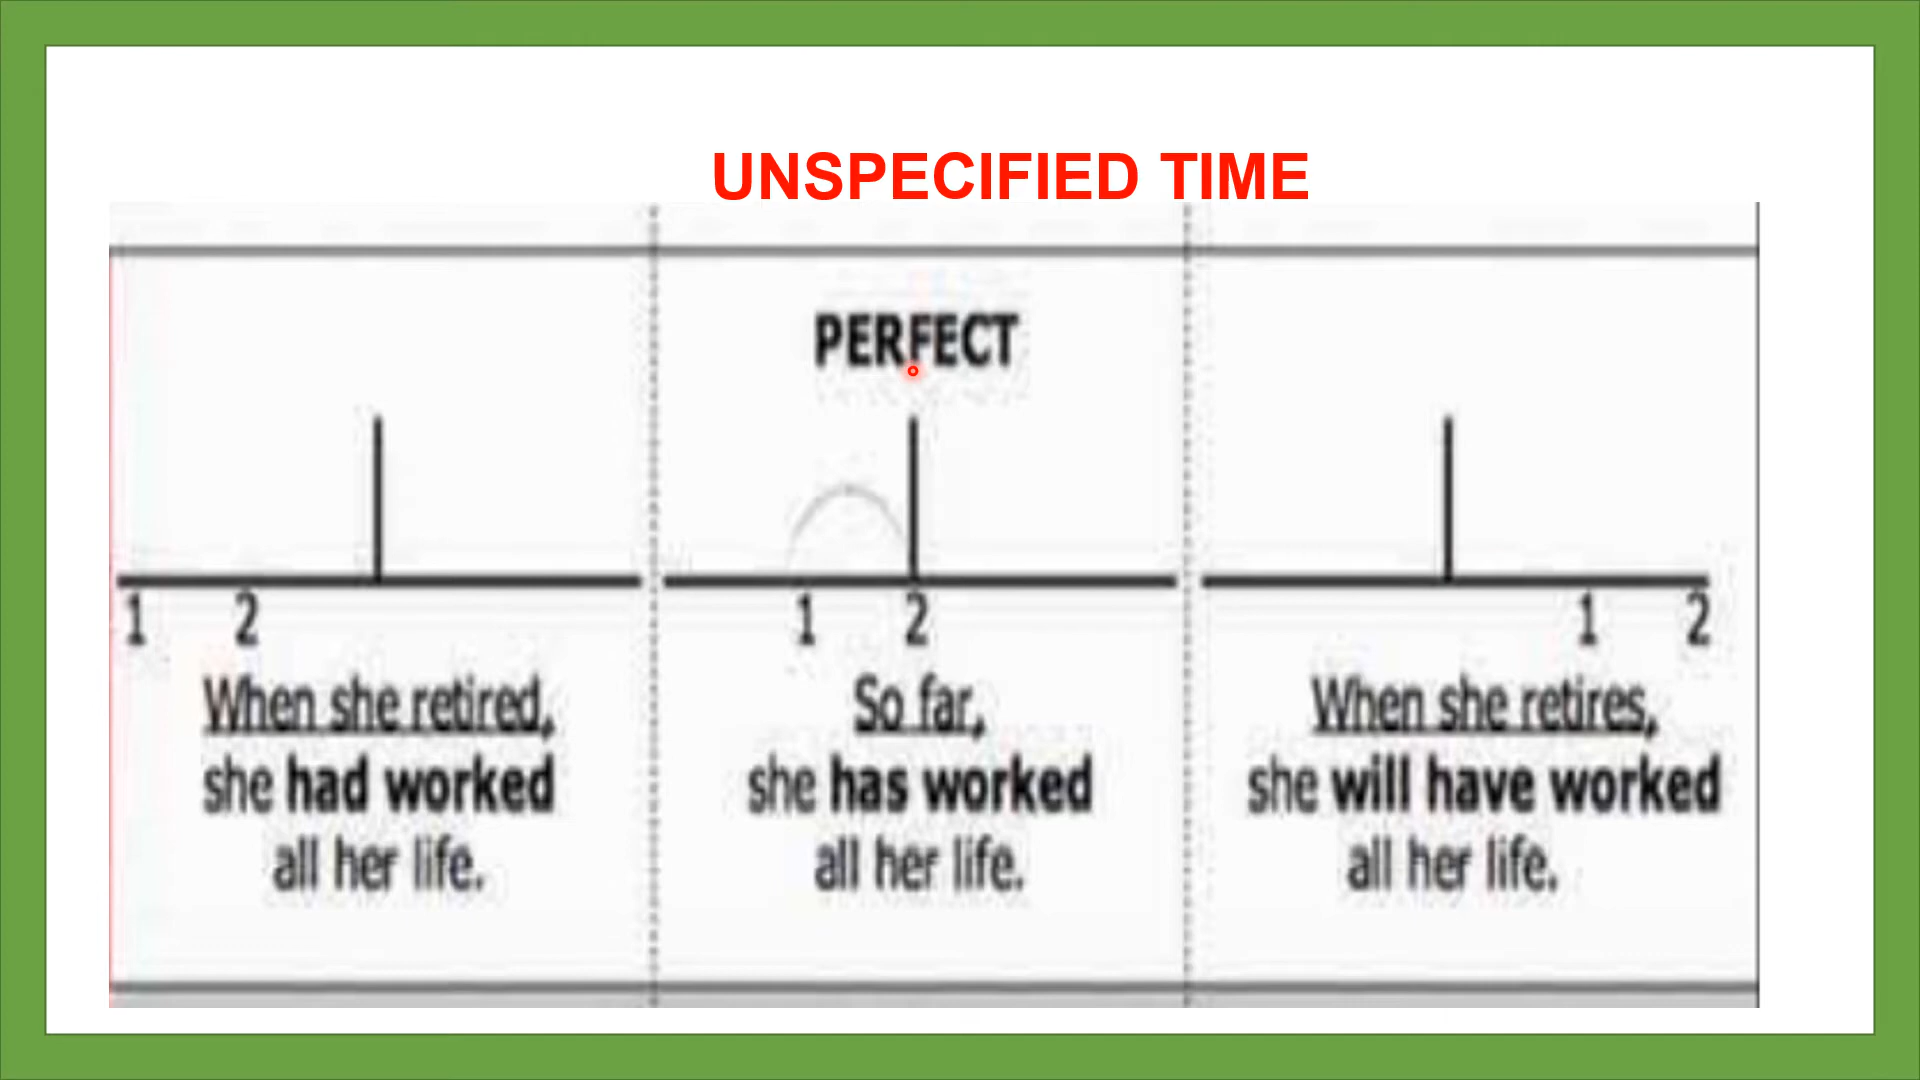 UNSPECIFIED TIME
PERFECT
1 2
When she retired,
she had worked
all her life.
1 2
So far,
she has worked
all her life.
1 2
When she retires,
she will have worked
all her life.